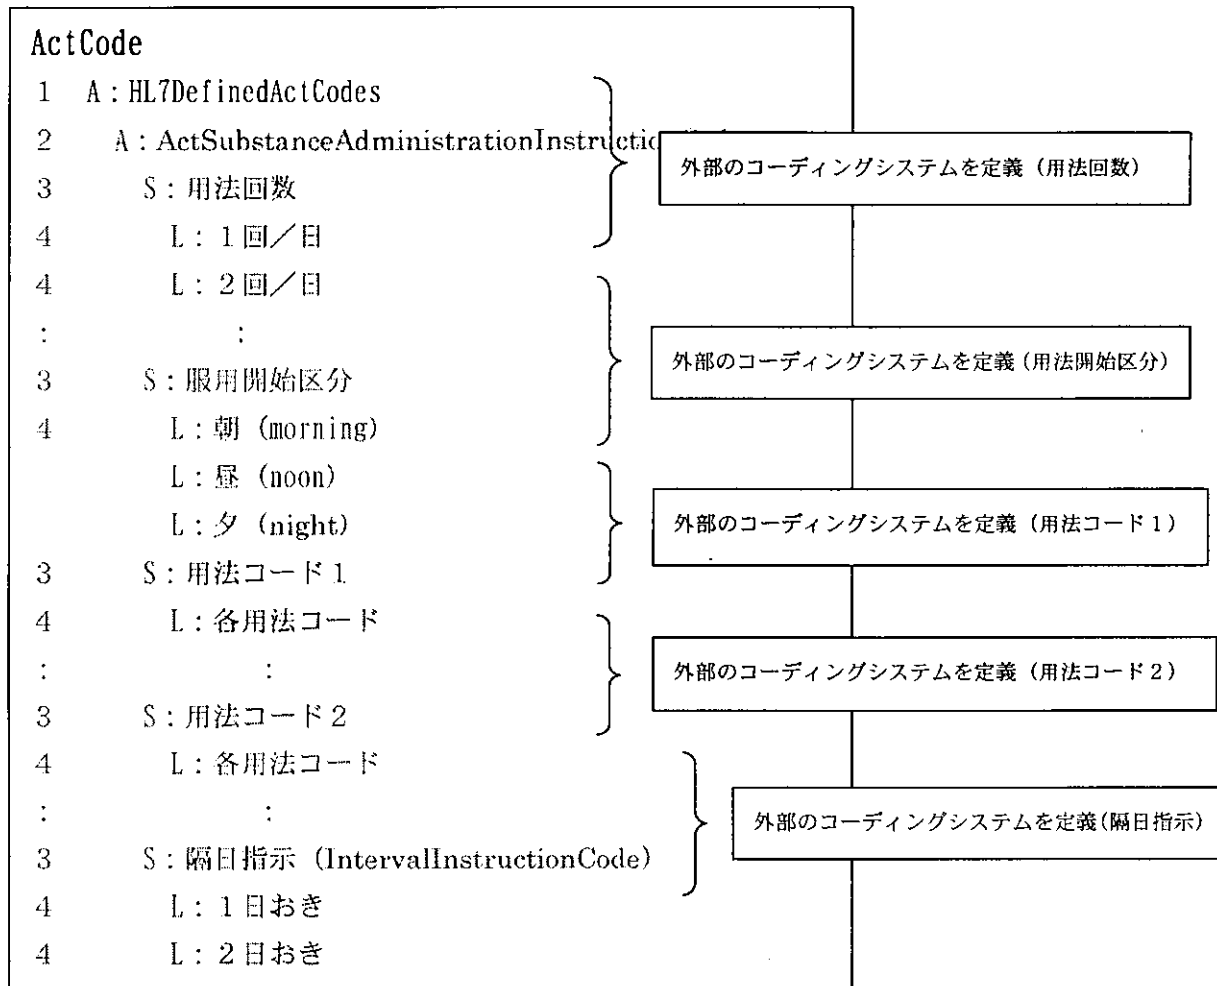 ActCode
1 A:HL7DefinedActCodes
2 A:ActSubstanceAdministrationInstructio
外部のコーディングシステムを定義(用法回数)
3 S:用法回数
4 L:1回/日
4 L:2回/日
: :
外部のコーディングシステムを定義(用法開始区分)
3 S:服用開始区分
4 L:朝 (morning)
L:昼 (noon)
L:夕 (night)
外部のコーディングシステムを定義(用法コード1)
3 S:用法コード1
4 L:各用法コード
: :
外部のコーディングシステムを定義(用法コード2)
3 S:用法コード2
4 L:各用法コード
: :
外部のコーディングシステムを定義(隔日指示)
3 S:隔日指示 (IntervalInstructionCode)
4 L:1日おき
4 L:2日おき